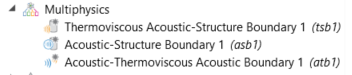 Multiphysics
Thermoviscous Acoustic-Structure Boundary 1 (tsb1)
Acoustic-Structure Boundary 1 (asb1)
Acoustic-Thermoviscous Acoustic Boundary 1 (atb1)